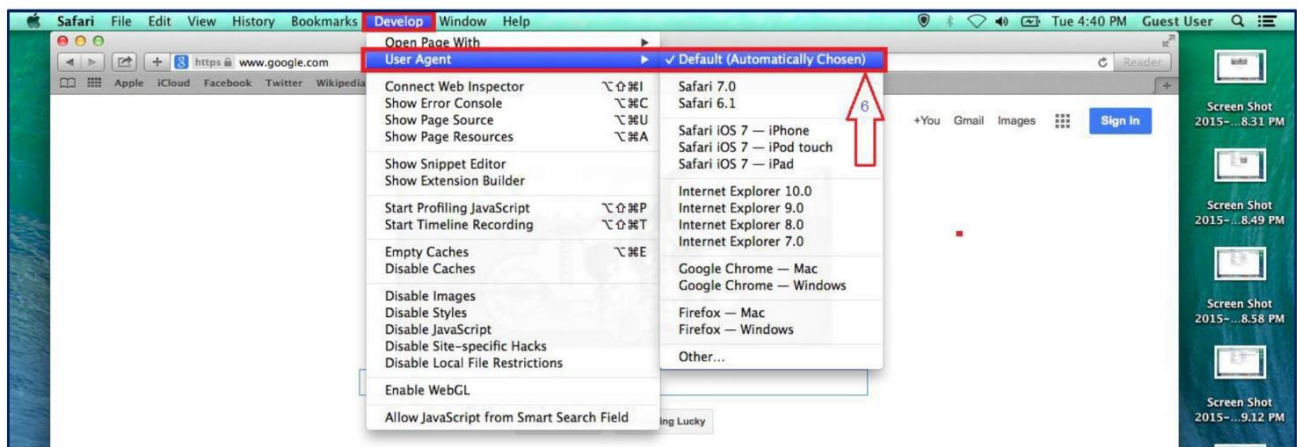 Safari File Edit View History Bookmarks Develop Window Help Tue 4:40 PM Guest User
https www.google.com Reader
Apple iCloud Facebook Twitter Wikipedia
Open Page With
User Agent
Connect Web Inspector ⌥⇧⌘I
Show Error Console ⌥⌘C
Show Page Source ⌥⌘U
Show Page Resources ⌥⌘A
Show Snippet Editor
Show Extension Builder
Start Profiling JavaScript ⌥⇧⌘P
Start Timeline Recording ⌥⇧⌘T
Empty Caches ⌥⌘E
Disable Caches
Disable Images
Disable Styles
Disable JavaScript
Disable Site-specific Hacks
Disable Local File Restrictions
Enable WebGL
Allow JavaScript from Smart Search Field
✓ Default (Automatically Chosen)
Safari 7.0
Safari 6.1
Safari iOS 7 — iPhone
Safari iOS 7 — iPod touch
Safari iOS 7 — iPad
Internet Explorer 10.0
Internet Explorer 9.0
Internet Explorer 8.0
Internet Explorer 7.0
Google Chrome — Mac
Google Chrome — Windows
Firefox — Mac
Firefox — Windows
Other...
6
+You Gmail Images Sign in
ing Lucky
Screen Shot
2015-...8.31 PM
Screen Shot
2015-...8.49 PM
Screen Shot
2015-...8.58 PM
Screen Shot
2015-...9.12 PM